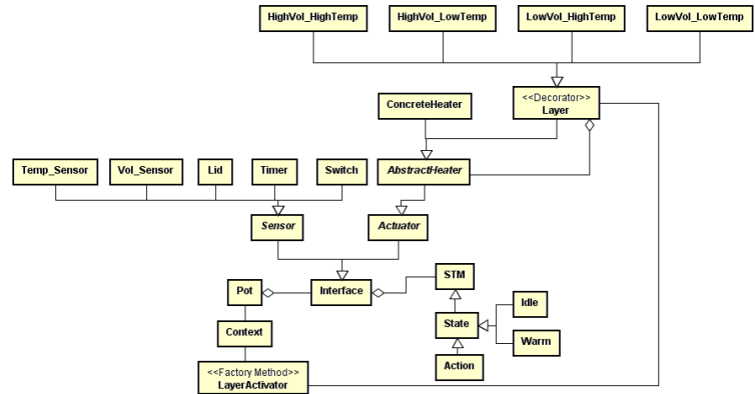 HighVol_HighTemp
HighVol_LowTemp
LowVol_HighTemp
LowVol_LowTemp
<<Decorator>>
Layer
ConcreteHeater
Temp_Sensor
Vol_Sensor
Lid
Timer
Switch
AbstractHeater
Sensor
Actuator
STM
Pot
Interface
Idle
Context
State
Warm
Action
<<Factory Method>>
LayerActivator